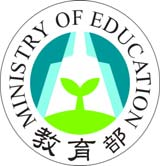 MINISTRY OF EDUCATION
教育部